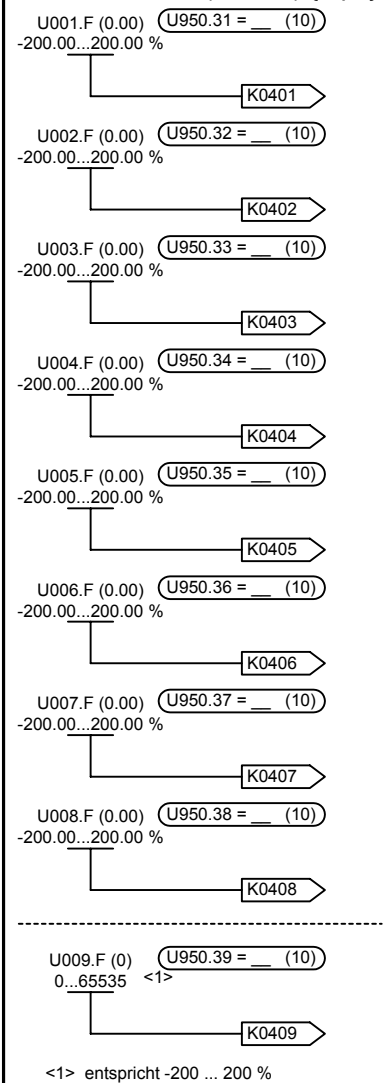 U001.F (0.00) U950.31 = __ (10)
-200.00...200.00 %
K0401
U002.F (0.00) U950.32 = __ (10)
-200.00...200.00 %
K0402
U003.F (0.00) U950.33 = __ (10)
-200.00...200.00 %
K0403
U004.F (0.00) U950.34 = __ (10)
-200.00...200.00 %
K0404
U005.F (0.00) U950.35 = __ (10)
-200.00...200.00 %
K0405
U006.F (0.00) U950.36 = __ (10)
-200.00...200.00 %
K0406
U007.F (0.00) U950.37 = __ (10)
-200.00...200.00 %
K0407
U008.F (0.00) U950.38 = __ (10)
-200.00...200.00 %
K0408
U009.F (0) U950.39 = __ (10)
0...65535 <1>
K0409
<1> entspricht -200 ... 200 %